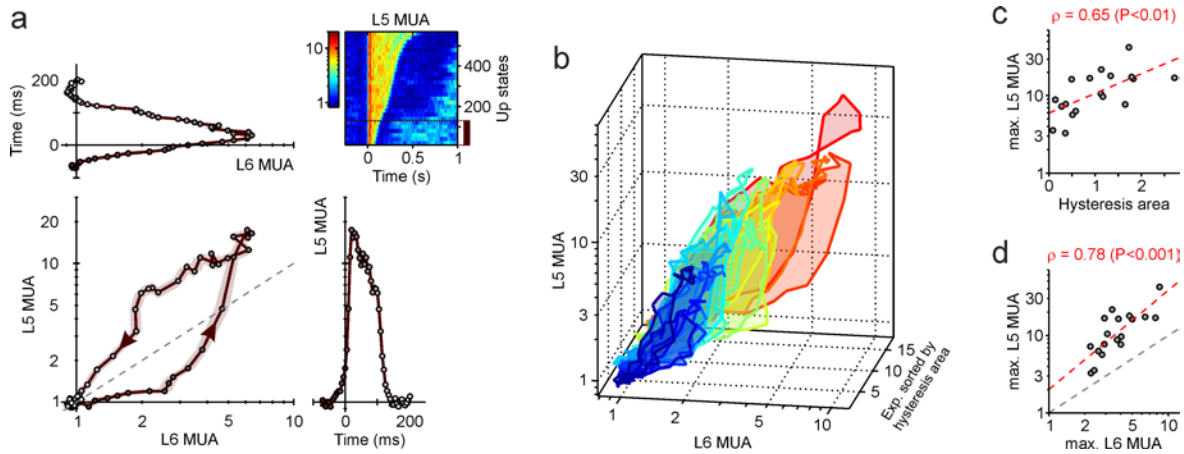 a
L5 MUA
10
1
400
200
Up states
0
0.5
1
Time (s)
200
0
Time (ms)
L6 MUA
20
10
5
2
1
L5 MUA
1
2
5
10
L6 MUA
L5 MUA
0
200
Time (ms)
b
30
10
3
1
L5 MUA
1
2
5
10
L6 MUA
5
10
15
Exp. sorted by
hysteresis area
c
ρ = 0.65 (P<0.01)
30
10
3
1
max. L5 MUA
0
1
2
Hysteresis area
d
ρ = 0.78 (P<0.001)
30
10
3
1
max. L5 MUA
1
2
5
10
max. L6 MUA